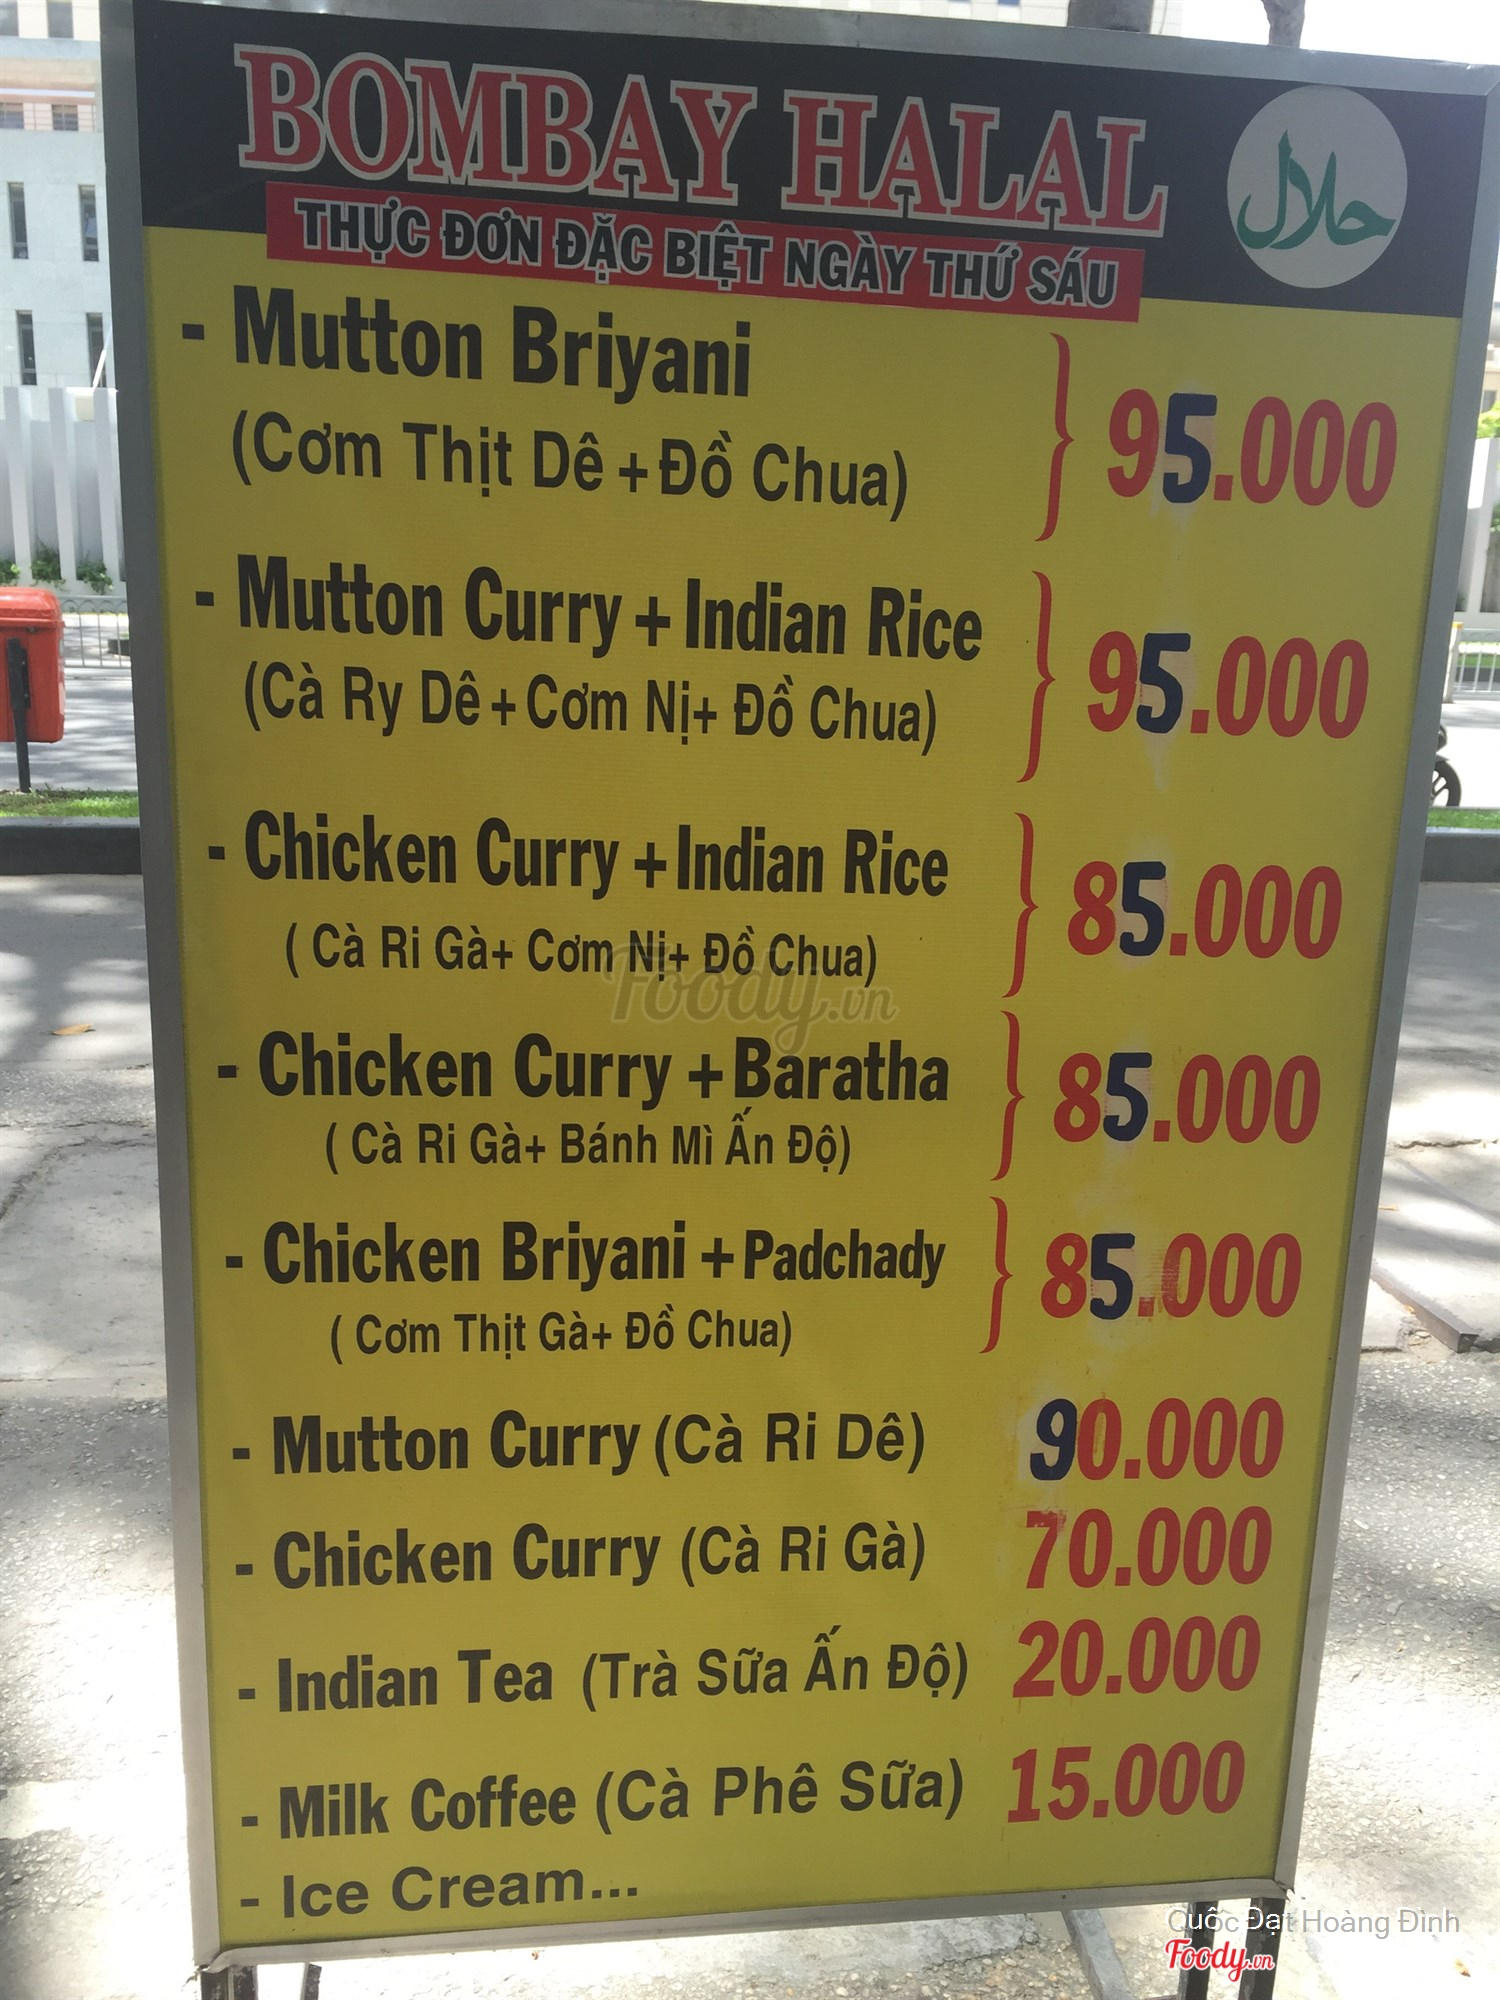 BOMBAY HALAL
حلال
THỰC ĐƠN ĐẶC BIỆT NGÀY THỨ SÁU
- Mutton Briyani
(Cơm Thịt Dê + Đồ Chua) } 95.000
- Mutton Curry + Indian Rice
(Cà Ry Dê + Cơm Nị + Đồ Chua) } 95.000
- Chicken Curry + Indian Rice
( Cà Ri Gà+ Cơm Nị+ Đồ Chua) } 85.000
- Chicken Curry + Baratha
( Cà Ri Gà+ Bánh Mì Ấn Độ) } 85.000
- Chicken Briyani + Padchady
( Cơm Thịt Gà+ Đồ Chua) } 85.000
- Mutton Curry (Cà Ri Dê) 90.000
- Chicken Curry (Cà Ri Gà) 70.000
- Indian Tea (Trà Sữa Ấn Độ) 20.000
- Milk Coffee (Cà Phê Sữa) 15.000
- Ice Cream...
Foody.vn
Quốc Đạt Hoàng Đình
Foody.vn